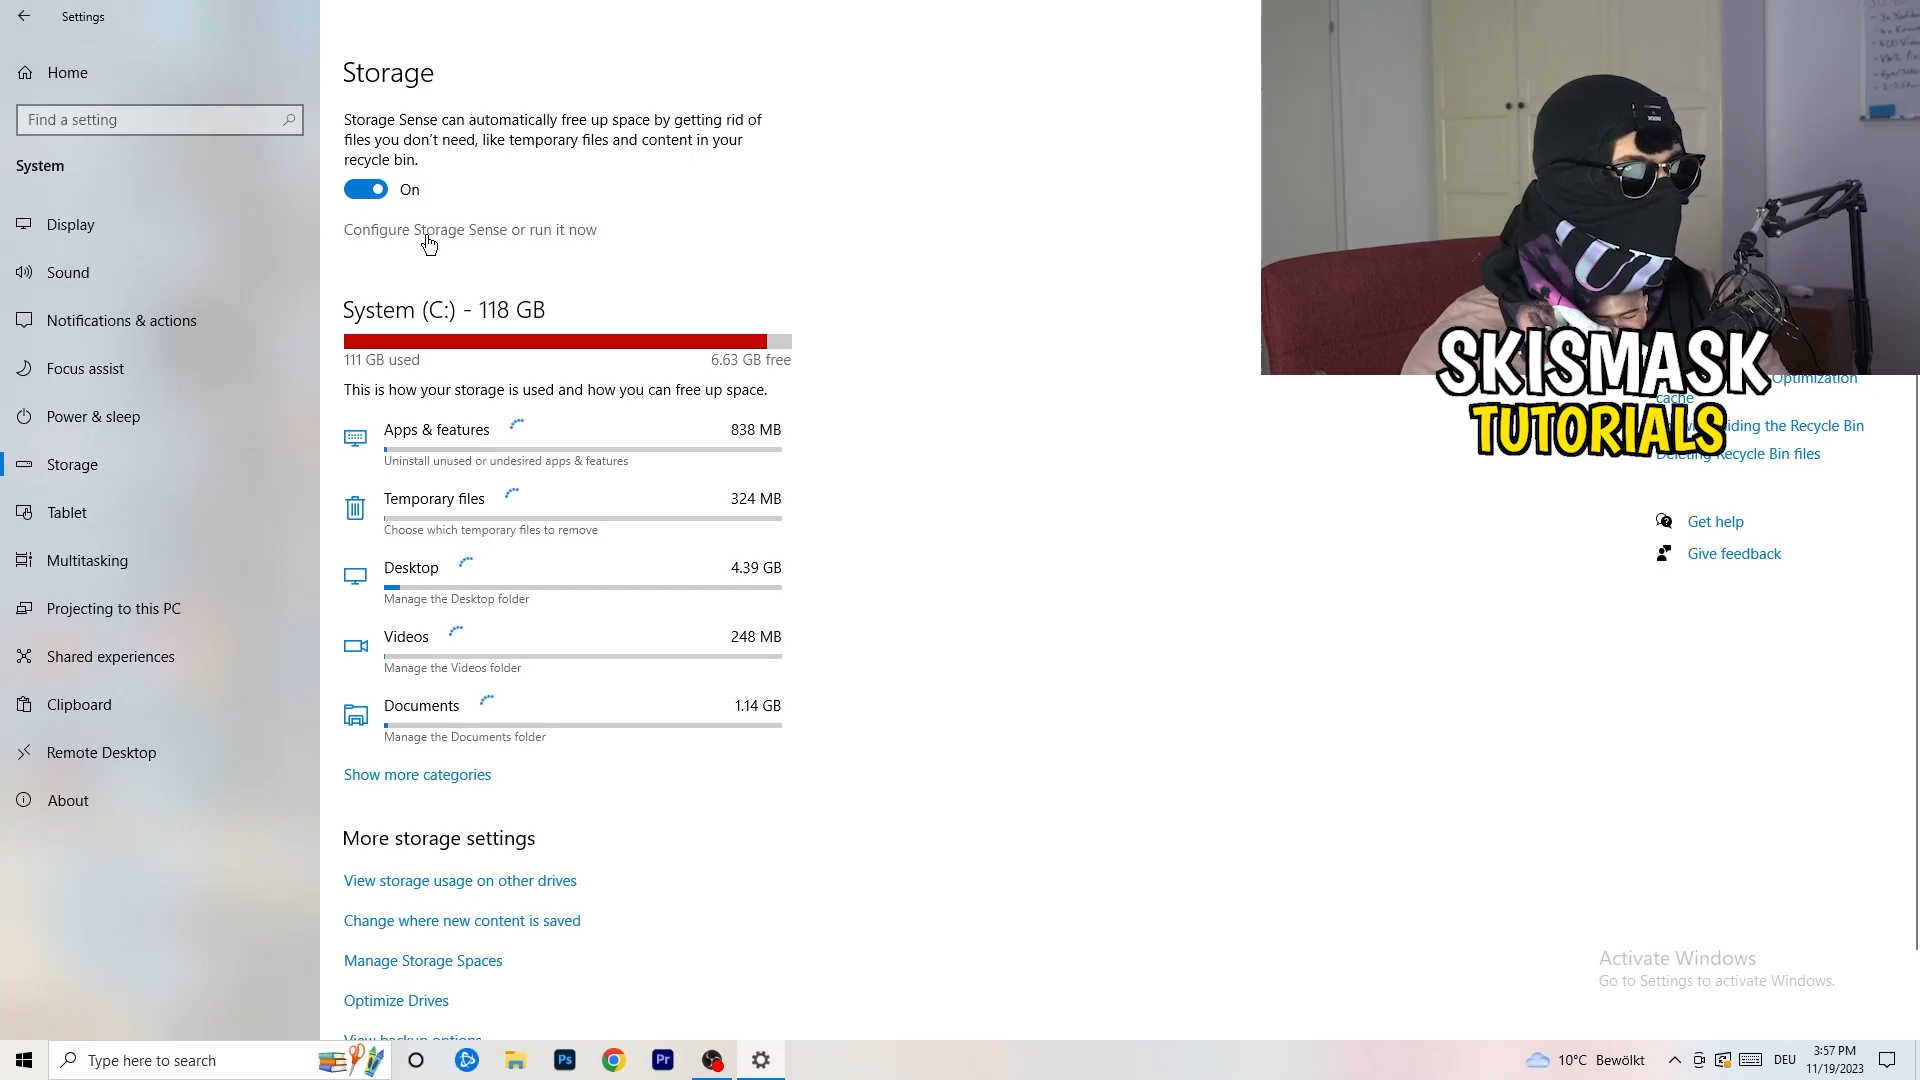 Settings
Home
Find a setting
System
Display
Sound
Notifications & actions
Focus assist
Power & sleep
Storage
Tablet
Multitasking
Projecting to this PC
Shared experiences
Clipboard
Remote Desktop
About
Storage
Storage Sense can automatically free up space by getting rid of
files you don't need, like temporary files and content in your
recycle bin.
On
Configure Storage Sense or run it now
System (C:) - 118 GB
111 GB used 6.63 GB free
This is how your storage is used and how you can free up space.
Apps & features 838 MB
Uninstall unused or undesired apps & features
Temporary files 324 MB
Choose which temporary files to remove
Desktop 4.39 GB
Manage the Desktop folder
Videos 248 MB
Manage the Videos folder
Documents 1.14 GB
Manage the Documents folder
Show more categories
More storage settings
View storage usage on other drives
Change where new content is saved
Manage Storage Spaces
Optimize Drives
View backup options
SKISMASK
TUTORIALS
Optimization
cache
the Recycle Bin
Recycle Bin files
Get help
Give feedback
Activate Windows
Go to Settings to activate Windows.
Type here to search
Ps
Pr
10°C Bewölkt
DEU
3:57 PM
11/19/2023